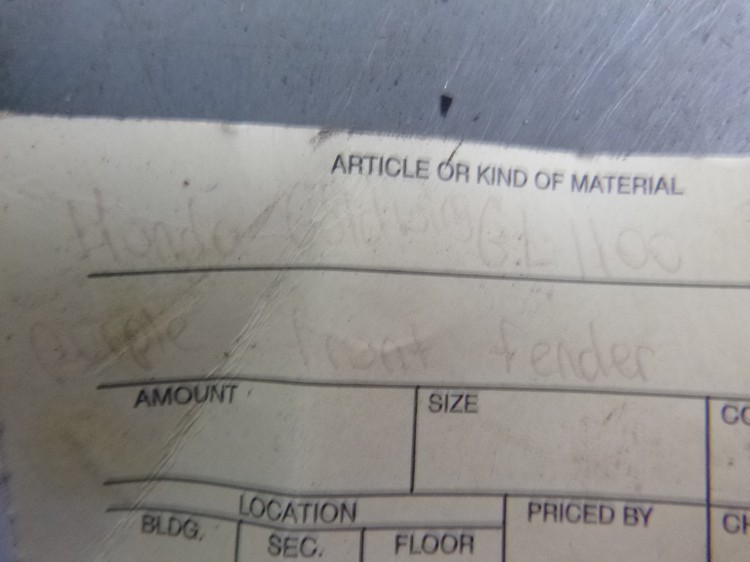 ARTICLE OR KIND OF MATERIAL
Honda Goldwing GL 1100
purple front fender
AMOUNT SIZE CO
LOCATION PRICED BY CH
BLDG. SEC. FLOOR